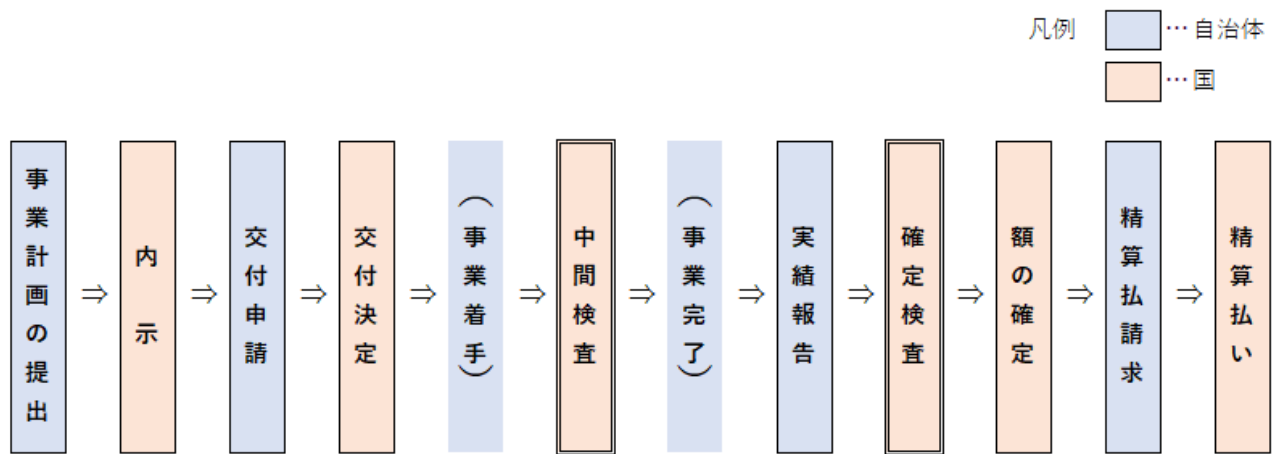 凡例 … 自治体
… 国
事業計画の提出
⇒
内示
⇒
交付申請
⇒
交付決定
⇒
（事業着手）
⇒
中間検査
⇒
（事業完了）
⇒
実績報告
⇒
確定検査
⇒
額の確定
⇒
精算払請求
⇒
精算払い